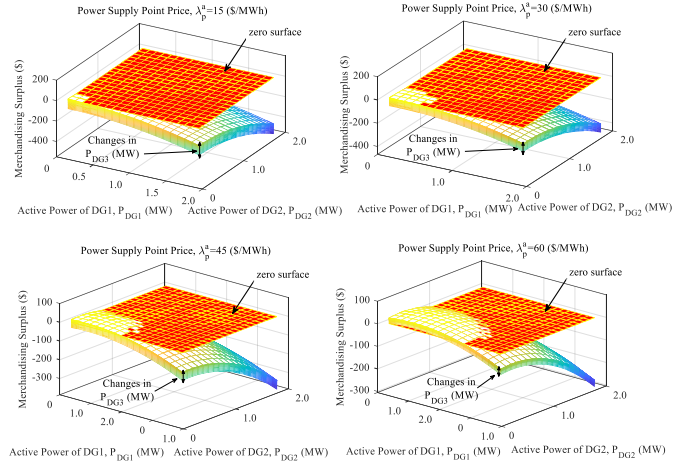 Power Supply Point Price, λₚᵃ=15 ($/MWh)
zero surface
Merchandising Surplus ($)
200
0
-200
-400
Changes in
P_DG3 (MW)
0
0.5
1.0
1.5
2.0
0
1.0
2.0
Active Power of DG1, P_DG1 (MW)
Active Power of DG2, P_DG2 (MW)
Power Supply Point Price, λₚᵃ=30 ($/MWh)
zero surface
Merchandising Surplus ($)
200
0
-200
-400
Changes in
P_DG3 (MW)
0
1.0
2.0
0
1.0
2.0
Active Power of DG1, P_DG1 (MW)
Active Power of DG2, P_DG2 (MW)
Power Supply Point Price, λₚᵃ=45 ($/MWh)
zero surface
Merchandising Surplus ($)
100
0
-100
-200
-300
Changes in
P_DG3 (MW)
0
1.0
2.0
1.0
0
1.0
2.0
Active Power of DG1, P_DG1 (MW)
Active Power of DG2, P_DG2 (MW)
Power Supply Point Price, λₚᵃ=60 ($/MWh)
zero surface
Merchandising Surplus ($)
100
0
-100
-200
-300
Changes in
P_DG3 (MW)
0
1.0
2.0
1.0
0
1.0
2.0
Active Power of DG1, P_DG1 (MW)
Active Power of DG2, P_DG2 (MW)